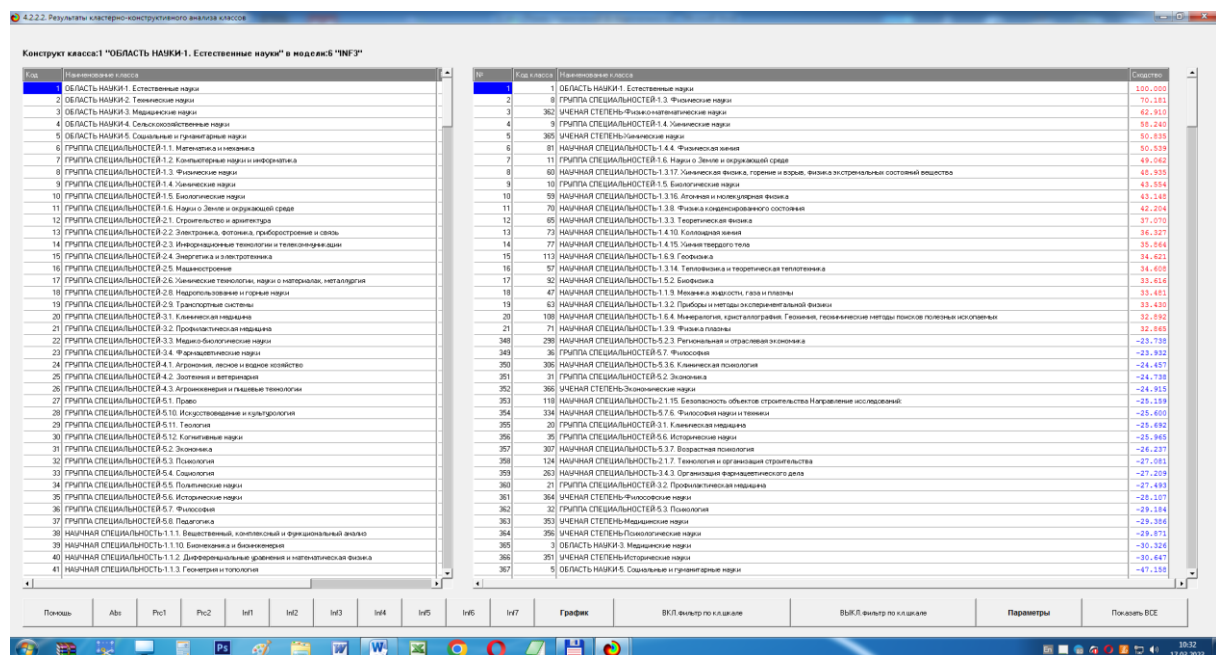 4.2.2.2. Результаты кластерно-конструктивного анализа классов
Конструкт класса:1 "ОБЛАСТЬ НАУКИ-1. Естественные науки" в модели:6 "INF3"
Код Наименование класса
1 ОБЛАСТЬ НАУКИ-1. Естественные науки
2 ОБЛАСТЬ НАУКИ-2. Технические науки
3 ОБЛАСТЬ НАУКИ-3. Медицинские науки
4 ОБЛАСТЬ НАУКИ-4. Сельскохозяйственные науки
5 ОБЛАСТЬ НАУКИ-5. Социальные и гуманитарные науки
6 ГРУППА СПЕЦИАЛЬНОСТЕЙ-1.1. Математика и механика
7 ГРУППА СПЕЦИАЛЬНОСТЕЙ-1.2. Компьютерные науки и информатика
8 ГРУППА СПЕЦИАЛЬНОСТЕЙ-1.3. Физические науки
9 ГРУППА СПЕЦИАЛЬНОСТЕЙ-1.4. Химические науки
10 ГРУППА СПЕЦИАЛЬНОСТЕЙ-1.5. Биологические науки
11 ГРУППА СПЕЦИАЛЬНОСТЕЙ-1.6. Науки о Земле и окружающей среде
12 ГРУППА СПЕЦИАЛЬНОСТЕЙ-2.1. Строительство и архитектура
13 ГРУППА СПЕЦИАЛЬНОСТЕЙ-2.2. Электроника, фотоника, приборостроение и связь
14 ГРУППА СПЕЦИАЛЬНОСТЕЙ-2.3. Информационные технологии и телекоммуникации
15 ГРУППА СПЕЦИАЛЬНОСТЕЙ-2.4. Энергетика и электротехника
16 ГРУППА СПЕЦИАЛЬНОСТЕЙ-2.5. Машиностроение
17 ГРУППА СПЕЦИАЛЬНОСТЕЙ-2.6. Химические технологии, науки о материалах, металлургия
18 ГРУППА СПЕЦИАЛЬНОСТЕЙ-2.8. Недропользование и горные науки
19 ГРУППА СПЕЦИАЛЬНОСТЕЙ-2.9. Транспортные системы
20 ГРУППА СПЕЦИАЛЬНОСТЕЙ-3.1. Клиническая медицина
21 ГРУППА СПЕЦИАЛЬНОСТЕЙ-3.2. Профилактическая медицина
22 ГРУППА СПЕЦИАЛЬНОСТЕЙ-3.3. Медико-биологические науки
23 ГРУППА СПЕЦИАЛЬНОСТЕЙ-3.4. Фармацевтические науки
24 ГРУППА СПЕЦИАЛЬНОСТЕЙ-4.1. Агрономия, лесное и водное хозяйство
25 ГРУППА СПЕЦИАЛЬНОСТЕЙ-4.2. Зоотехния и ветеринария
26 ГРУППА СПЕЦИАЛЬНОСТЕЙ-4.3. Агроинженерия и пищевые технологии
27 ГРУППА СПЕЦИАЛЬНОСТЕЙ-5.1. Право
28 ГРУППА СПЕЦИАЛЬНОСТЕЙ-5.10. Искусствоведение и культурология
29 ГРУППА СПЕЦИАЛЬНОСТЕЙ-5.11. Теология
30 ГРУППА СПЕЦИАЛЬНОСТЕЙ-5.12. Когнитивные науки
31 ГРУППА СПЕЦИАЛЬНОСТЕЙ-5.2. Экономика
32 ГРУППА СПЕЦИАЛЬНОСТЕЙ-5.3. Психология
33 ГРУППА СПЕЦИАЛЬНОСТЕЙ-5.4. Социология
34 ГРУППА СПЕЦИАЛЬНОСТЕЙ-5.5. Политические науки
35 ГРУППА СПЕЦИАЛЬНОСТЕЙ-5.6. Исторические науки
36 ГРУППА СПЕЦИАЛЬНОСТЕЙ-5.7. Философия
37 ГРУППА СПЕЦИАЛЬНОСТЕЙ-5.8. Педагогика
38 НАУЧНАЯ СПЕЦИАЛЬНОСТЬ-1.1.1. Вещественный, комплексный и функциональный анализ
39 НАУЧНАЯ СПЕЦИАЛЬНОСТЬ-1.1.10. Биомеханика и биоинженерия
40 НАУЧНАЯ СПЕЦИАЛЬНОСТЬ-1.1.2. Дифференциальные уравнения и математическая физика
41 НАУЧНАЯ СПЕЦИАЛЬНОСТЬ-1.1.3. Геометрия и топология
№ Код класса Наименование класса Сходство
1 1 ОБЛАСТЬ НАУКИ-1. Естественные науки 100.000
2 8 ГРУППА СПЕЦИАЛЬНОСТЕЙ-1.3. Физические науки 70.181
3 362 УЧЕНАЯ СТЕПЕНЬ-Физико-математические науки 62.910
4 9 ГРУППА СПЕЦИАЛЬНОСТЕЙ-1.4. Химические науки 58.240
5 365 УЧЕНАЯ СТЕПЕНЬ-Химические науки 50.835
6 81 НАУЧНАЯ СПЕЦИАЛЬНОСТЬ-1.4.4. Физическая химия 50.539
7 11 ГРУППА СПЕЦИАЛЬНОСТЕЙ-1.6. Науки о Земле и окружающей среде 49.062
8 60 НАУЧНАЯ СПЕЦИАЛЬНОСТЬ-1.3.17. Химическая физика, горение и взрыв, физика экстремальных состояний вещества 48.935
9 10 ГРУППА СПЕЦИАЛЬНОСТЕЙ-1.5. Биологические науки 43.554
10 59 НАУЧНАЯ СПЕЦИАЛЬНОСТЬ-1.3.16. Атомная и молекулярная физика 43.145
11 70 НАУЧНАЯ СПЕЦИАЛЬНОСТЬ-1.3.8. Физика конденсированного состояния 42.204
12 65 НАУЧНАЯ СПЕЦИАЛЬНОСТЬ-1.3.3. Теоретическая физика 37.070
13 73 НАУЧНАЯ СПЕЦИАЛЬНОСТЬ-1.4.10. Коллоидная химия 36.327
14 77 НАУЧНАЯ СПЕЦИАЛЬНОСТЬ-1.4.15. Химия твердого тела 35.864
15 113 НАУЧНАЯ СПЕЦИАЛЬНОСТЬ-1.6.9. Геофизика 34.621
16 57 НАУЧНАЯ СПЕЦИАЛЬНОСТЬ-1.3.14. Теплофизика и теоретическая теплотехника 34.608
17 92 НАУЧНАЯ СПЕЦИАЛЬНОСТЬ-1.5.2. Биофизика 33.616
18 47 НАУЧНАЯ СПЕЦИАЛЬНОСТЬ-1.1.9. Механика жидкости, газа и плазмы 33.481
19 63 НАУЧНАЯ СПЕЦИАЛЬНОСТЬ-1.3.2. Приборы и методы экспериментальной физики 33.430
20 108 НАУЧНАЯ СПЕЦИАЛЬНОСТЬ-1.6.4. Минералогия, кристаллография. Геохимия, геохимические методы поисков полезных ископаемых 32.892
21 71 НАУЧНАЯ СПЕЦИАЛЬНОСТЬ-1.3.9. Физика плазмы 32.865
348 298 НАУЧНАЯ СПЕЦИАЛЬНОСТЬ-5.2.3. Региональная и отраслевая экономика -23.738
349 36 ГРУППА СПЕЦИАЛЬНОСТЕЙ-5.7. Философия -23.932
350 306 НАУЧНАЯ СПЕЦИАЛЬНОСТЬ-5.3.6. Клиническая психология -24.457
351 31 ГРУППА СПЕЦИАЛЬНОСТЕЙ-5.2. Экономика -24.738
352 366 УЧЕНАЯ СТЕПЕНЬ-Экономические науки -24.915
353 118 НАУЧНАЯ СПЕЦИАЛЬНОСТЬ-2.1.15. Безопасность объектов строительства Направление исследований: -25.159
354 334 НАУЧНАЯ СПЕЦИАЛЬНОСТЬ-5.7.6. Философия науки и техники -25.600
355 20 ГРУППА СПЕЦИАЛЬНОСТЕЙ-3.1. Клиническая медицина -25.692
356 35 ГРУППА СПЕЦИАЛЬНОСТЕЙ-5.6. Исторические науки -25.965
357 307 НАУЧНАЯ СПЕЦИАЛЬНОСТЬ-5.3.7. Возрастная психология -26.237
358 124 НАУЧНАЯ СПЕЦИАЛЬНОСТЬ-2.1.7. Технология и организация строительства -27.081
359 263 НАУЧНАЯ СПЕЦИАЛЬНОСТЬ-3.4.3. Организация фармацевтического дела -27.209
360 21 ГРУППА СПЕЦИАЛЬНОСТЕЙ-3.2. Профилактическая медицина -27.493
361 364 УЧЕНАЯ СТЕПЕНЬ-Философские науки -28.107
362 32 ГРУППА СПЕЦИАЛЬНОСТЕЙ-5.3. Психология -29.184
363 353 УЧЕНАЯ СТЕПЕНЬ-Медицинские науки -29.386
364 356 УЧЕНАЯ СТЕПЕНЬ-Психологические науки -29.871
365 3 ОБЛАСТЬ НАУКИ-3. Медицинские науки -30.326
366 351 УЧЕНАЯ СТЕПЕНЬ-Исторические науки -30.647
367 5 ОБЛАСТЬ НАУКИ-5. Социальные и гуманитарные науки -47.158
Помощь Abs Prc1 Prc2 Inf1 Inf2 Inf3 Inf4 Inf5 Inf6 Inf7 График ВКЛ.фильтр по кл.шкале ВЫКЛ.фильтр по кл.шкале Параметры Показать ВСЕ
En 10:32
17.03.2023